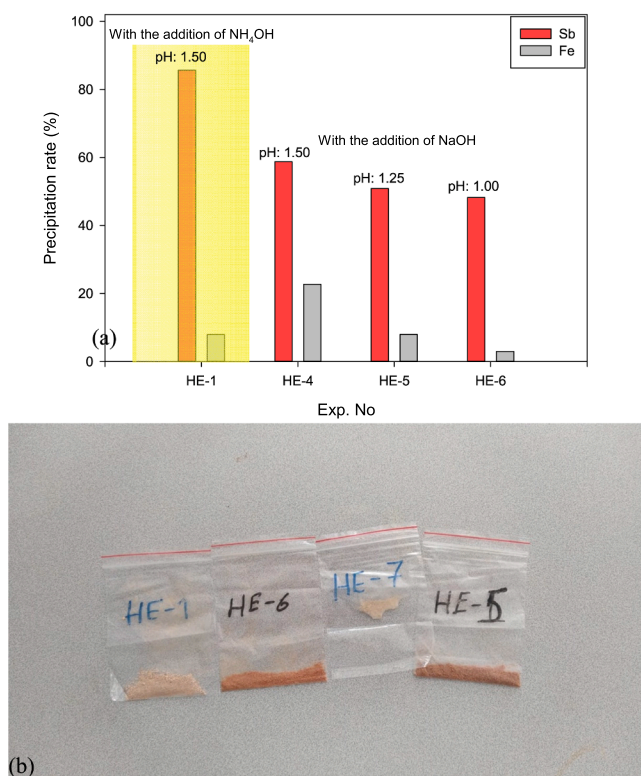 100
80
60
40
20
0
Precipitation rate (%)
With the addition of NH₄OH
pH: 1.50
Sb
Fe
With the addition of NaOH
pH: 1.50
pH: 1.25
pH: 1.00
(a)
HE-1
HE-4
HE-5
HE-6
Exp. No
HE-1
HE-6
HE-7
HE-5
(b)